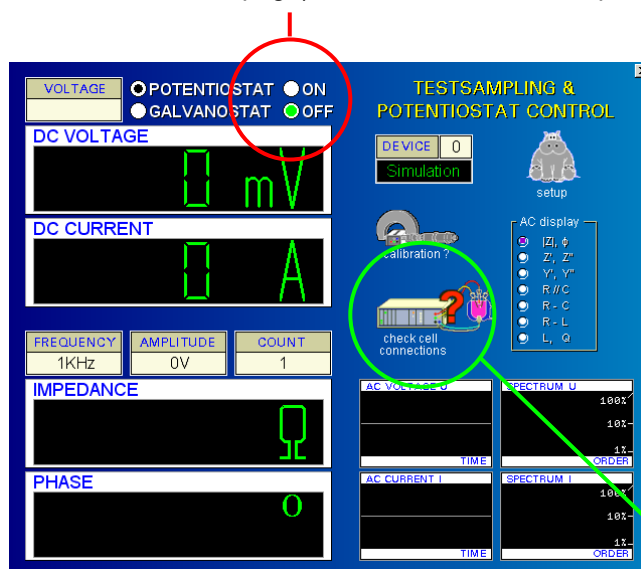 VOLTAGE
POTENTIOSTAT ON
GALVANOSTAT OFF
TESTSAMPLING &
POTENTIOSTAT CONTROL
DC VOLTAGE
0 mV
DEVICE 0
Simulation
setup
DC CURRENT
0 A
calibration ?
AC display
|Z|, ϕ
Z', Z"
Y', Y"
R//C
R - C
R - L
L, Q
check cell
connections
FREQUENCY AMPLITUDE COUNT
1KHz 0V 1
IMPEDANCE
Ω
PHASE
o
AC VOLTAGE U
TIME
SPECTRUM U
100%
10%
1%
ORDER
AC CURRENT I
TIME
SPECTRUM I
100%
10%
1%
ORDER